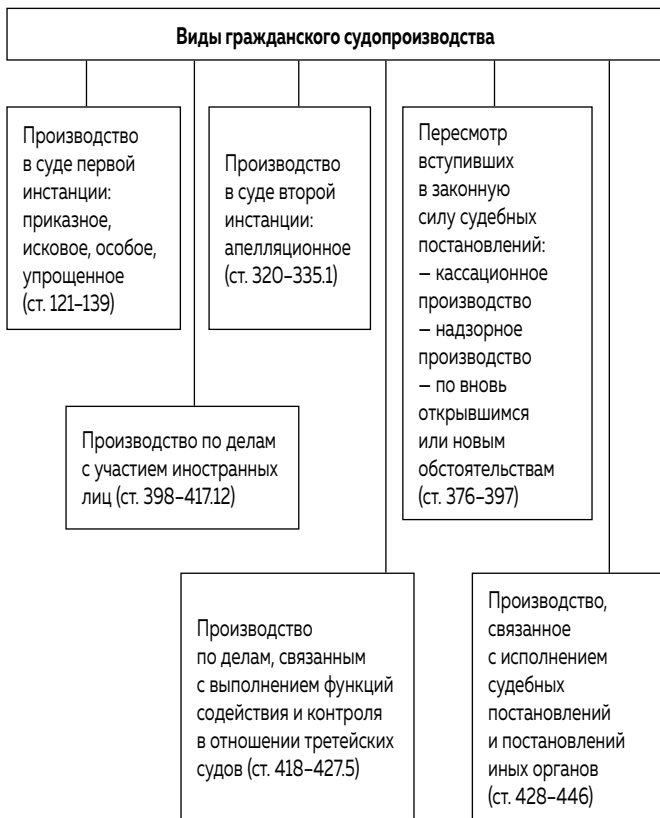 Виды гражданского судопроизводства
Производство
в суде первой
инстанции:
приказное,
исковое, особое,
упрощенное
(ст. 121–139)
Производство
в суде второй
инстанции:
апелляционное
(ст. 320–335.1)
Пересмотр
вступивших
в законную
силу судебных
постановлений:
— кассационное
производство
— надзорное
производство
— по вновь
открывшимся
или новым
обстоятельствам
(ст. 376–397)
Производство по делам
с участием иностранных
лиц (ст. 398–417.12)
Производство
по делам, связанным
с выполнением функций
содействия и контроля
в отношении третейских
судов (ст. 418–427.5)
Производство,
связанное
с исполнением
судебных
постановлений
и постановлений
иных органов
(ст. 428–446)